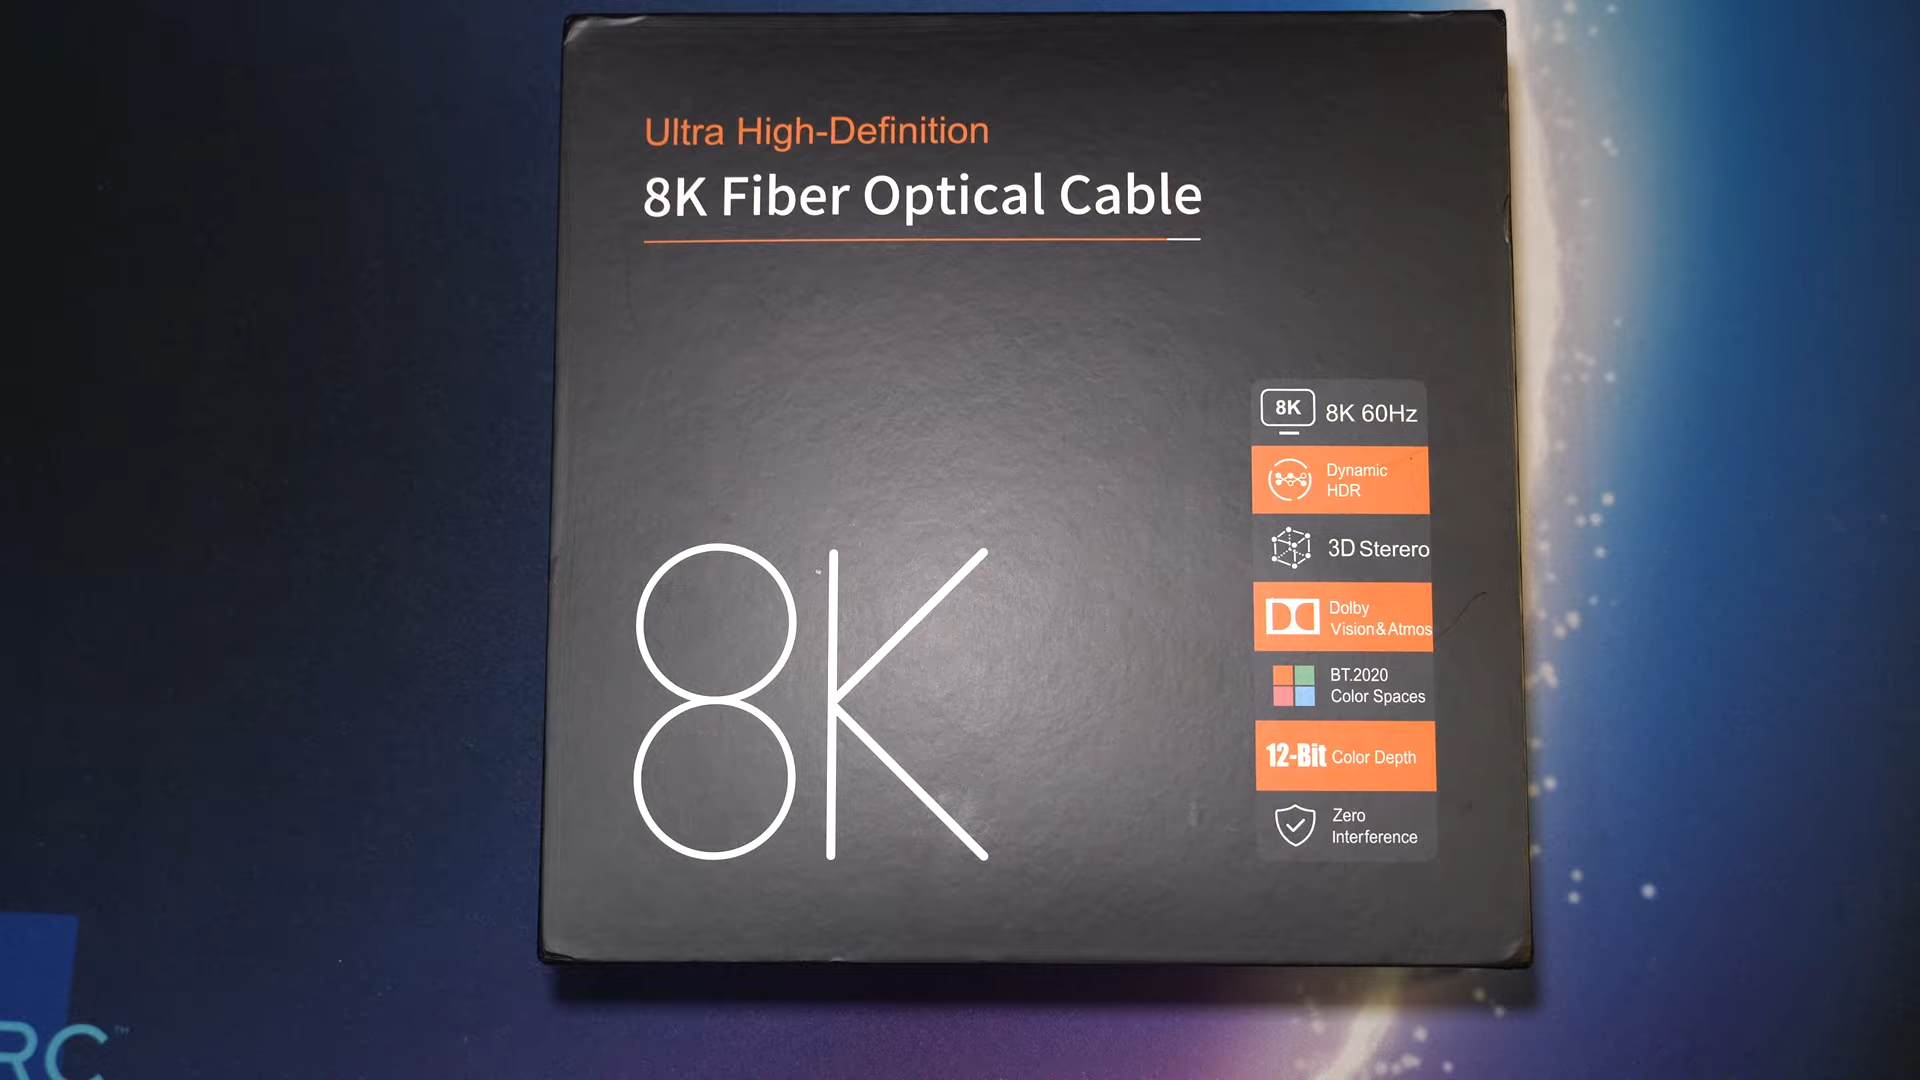 Ultra High-Definition
8K Fiber Optical Cable
8K 8K 60Hz
Dynamic
HDR
3D Sterero
Dolby
Vision&Atmos
BT.2020
Color Spaces
12-Bit Color Depth
Zero
Interference
8K
RC™